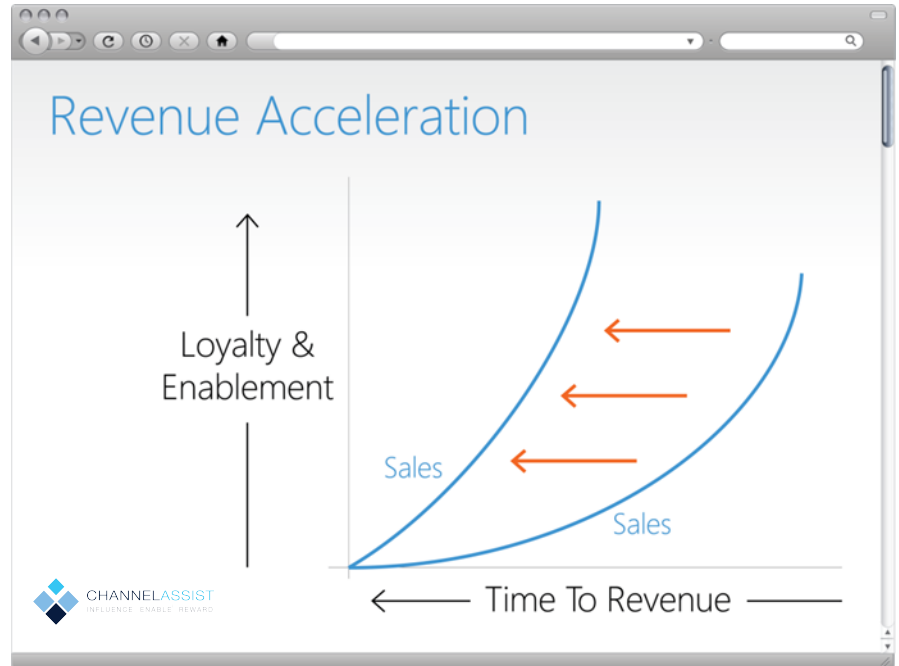 Revenue Acceleration
Loyalty &
Enablement
Sales
Sales
Time To Revenue
CHANNELASSIST
INFLUENCE. ENABLE. REWARD